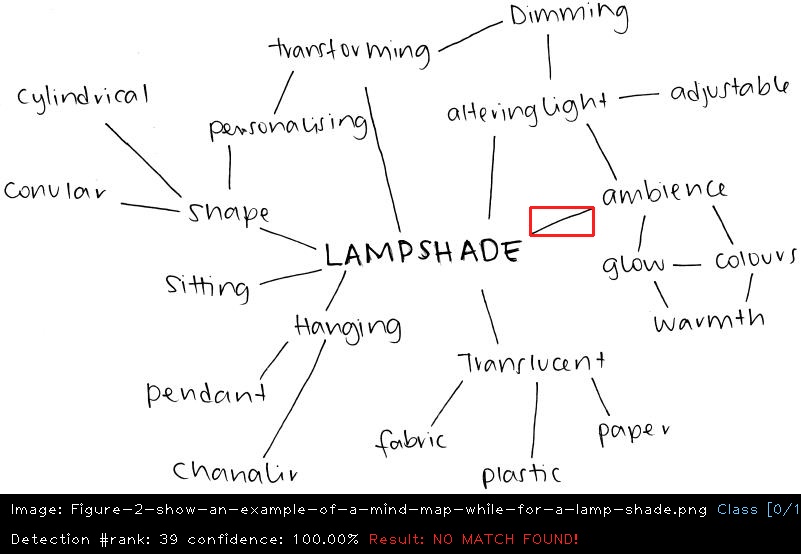 Dimming
transforming
cylindrical
altering light
adjustable
personalising
conular
shape
ambience
LAMPSHADE
glow
colours
sitting
Hanging
warmth
Translucent
pendant
fabric
paper
chanaliv
plastic
Image: Figure-2-show-an-example-of-a-mind-map-while-for-a-lamp-shade.png Class [0/1
Detection #rank: 39 confidence: 100.00% Result: NO MATCH FOUND!